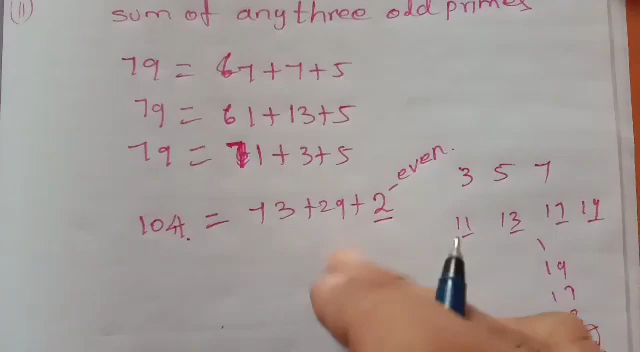 (11) sum of any three odd primes
79 = 67+7+5
79 = 61+13+5
79 = 71+3+5
104. = 73+29+2 even.
3 5 7
11 13 17 19
19
17